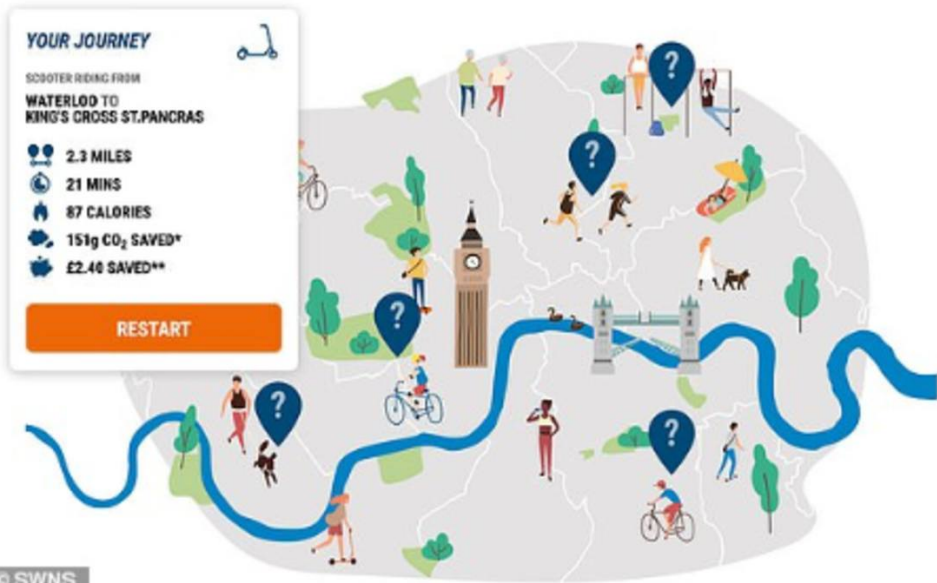 YOUR JOURNEY
SCOOTER RIDING FROM
WATERLOO TO
KING'S CROSS ST.PANCRAS
2.3 MILES
21 MINS
87 CALORIES
151g CO₂ SAVED*
£2.40 SAVED**
RESTART
?
?
?
?
?
© SWNS